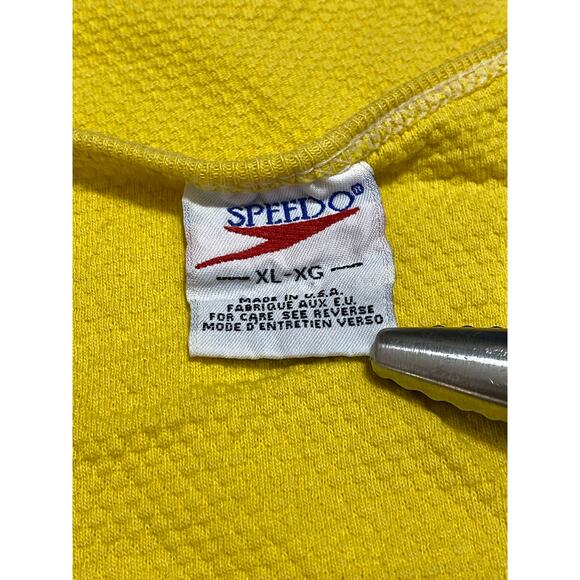 SPEEDO®
XL-XG
MADE IN U.S.A.
FABRIQUE AUX E.U.
FOR CARE SEE REVERSE
MODE D'ENTRETIEN VERSO